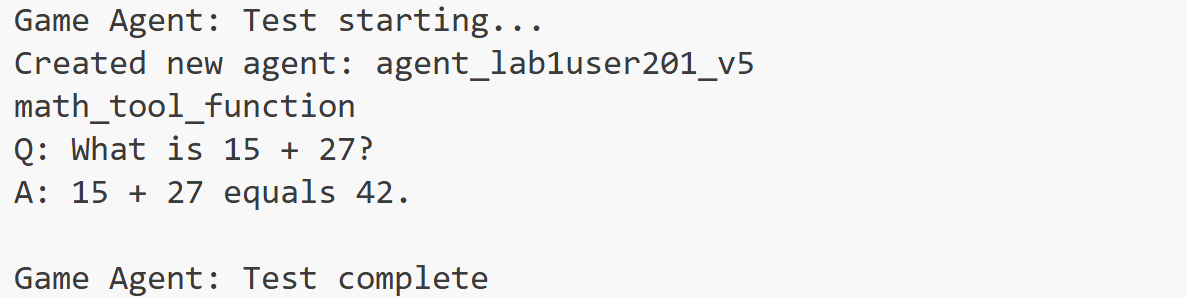 Game Agent: Test starting...
Created new agent: agent_lab1user201_v5
math_tool_function
Q: What is 15 + 27?
A: 15 + 27 equals 42.
Game Agent: Test complete